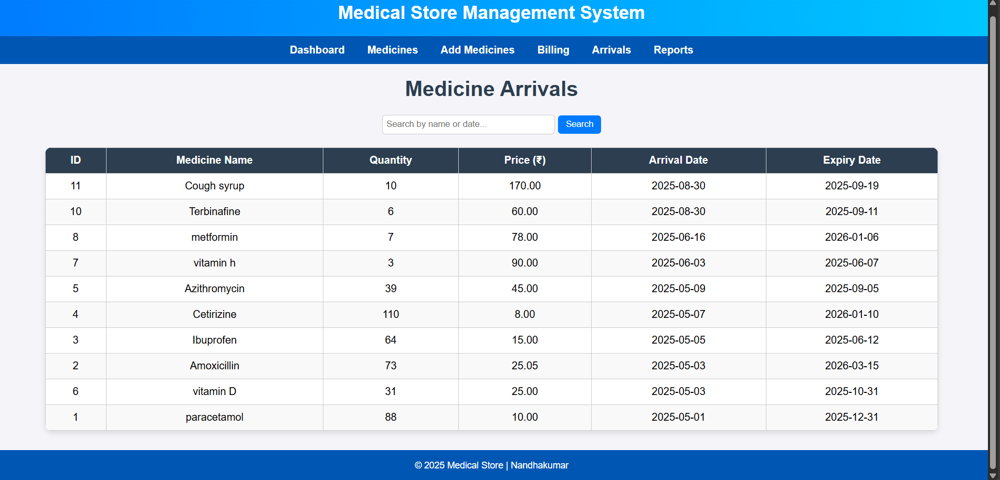 Medical Store Management System
Dashboard Medicines Add Medicines Billing Arrivals Reports
Medicine Arrivals
Search by name or date... Search
ID Medicine Name Quantity Price (₹) Arrival Date Expiry Date
11 Cough syrup 10 170.00 2025-08-30 2025-09-19
10 Terbinafine 6 60.00 2025-08-30 2025-09-11
8 metformin 7 78.00 2025-06-16 2026-01-06
7 vitamin h 3 90.00 2025-06-03 2025-06-07
5 Azithromycin 39 45.00 2025-05-09 2025-09-05
4 Cetirizine 110 8.00 2025-05-07 2026-01-10
3 Ibuprofen 64 15.00 2025-05-05 2025-06-12
2 Amoxicillin 73 25.05 2025-05-03 2026-03-15
6 vitamin D 31 25.00 2025-05-03 2025-10-31
1 paracetamol 88 10.00 2025-05-01 2025-12-31
© 2025 Medical Store | Nandhakumar